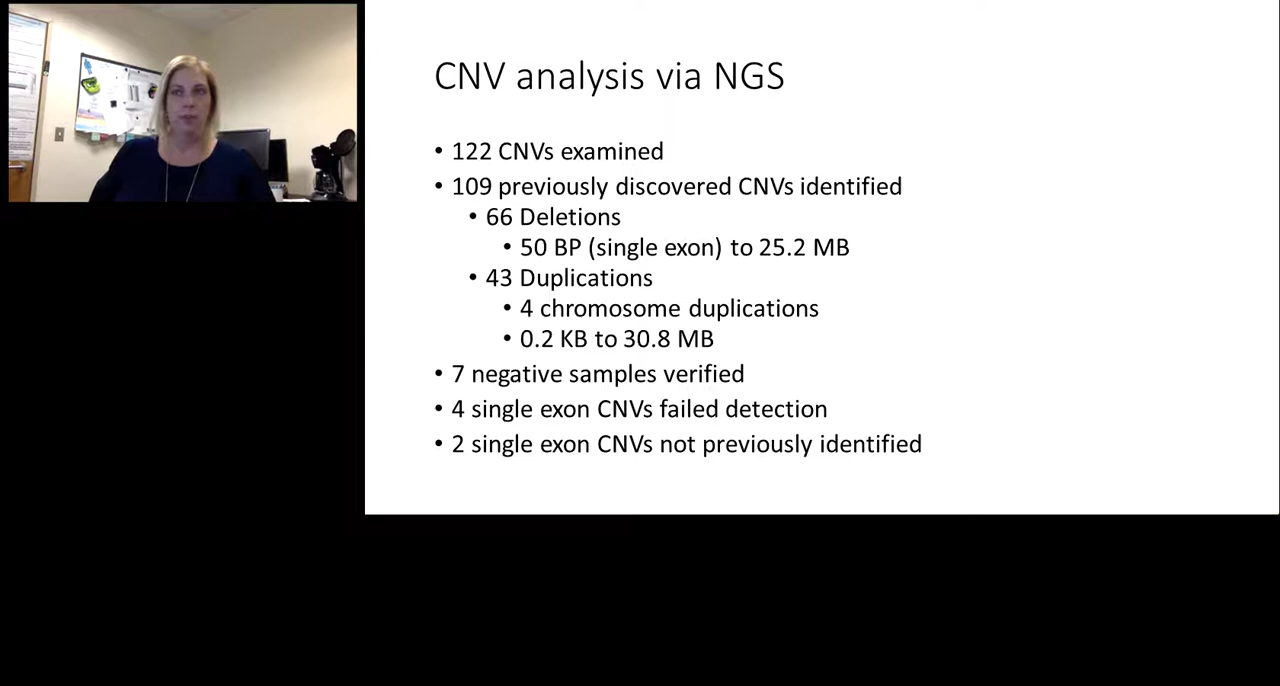 CNV analysis via NGS
• 122 CNVs examined
• 109 previously discovered CNVs identified
• 66 Deletions
• 50 BP (single exon) to 25.2 MB
• 43 Duplications
• 4 chromosome duplications
• 0.2 KB to 30.8 MB
• 7 negative samples verified
• 4 single exon CNVs failed detection
• 2 single exon CNVs not previously identified